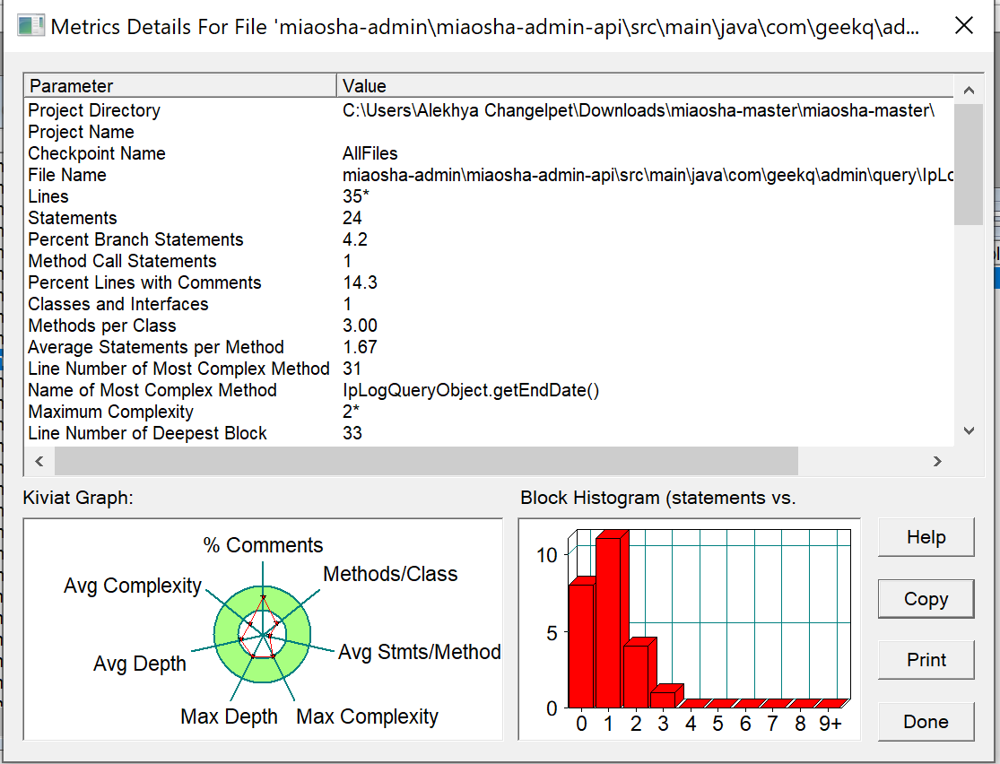 Metrics Details For File 'miaosha-admin\miaosha-admin-api\src\main\java\com\geekq\ad...
Parameter Value
Project Directory C:\Users\Alekhya Changelpet\Downloads\miaosha-master\miaosha-master\
Project Name
Checkpoint Name AllFiles
File Name miaosha-admin\miaosha-admin-api\src\main\java\com\geekq\admin\query\IpLo
Lines 35*
Statements 24
Percent Branch Statements 4.2
Method Call Statements 1
Percent Lines with Comments 14.3
Classes and Interfaces 1
Methods per Class 3.00
Average Statements per Method 1.67
Line Number of Most Complex Method 31
Name of Most Complex Method IpLogQueryObject.getEndDate()
Maximum Complexity 2*
Line Number of Deepest Block 33
Kiviat Graph:
% Comments
Methods/Class
Avg Complexity
Avg Stmts/Method
Avg Depth
Max Depth
Max Complexity
Block Histogram (statements vs.
10
5
0
0 1 2 3 4 5 6 7 8 9+
Help
Copy
Print
Done